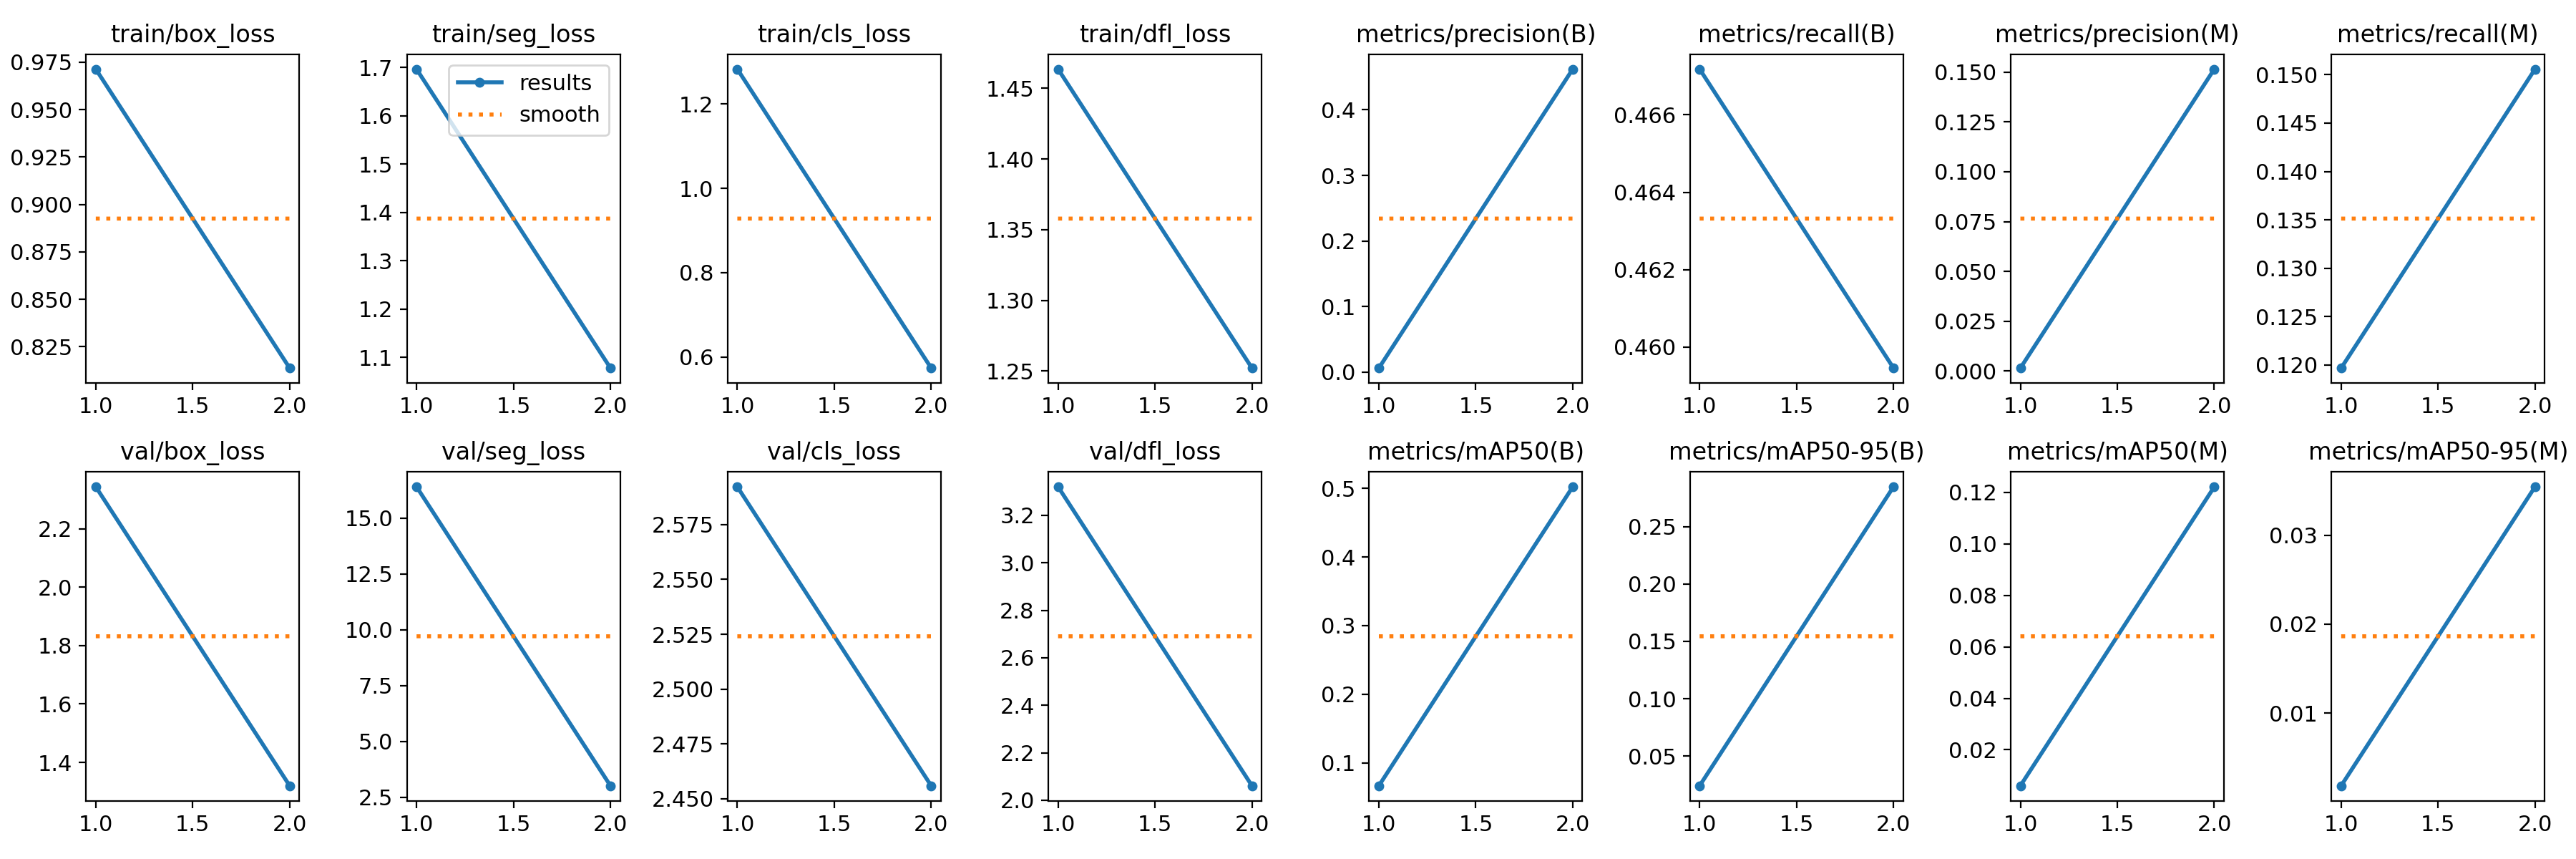 train/box_loss
0.975
0.950
0.925
0.900
0.875
0.850
0.825
1.0 1.5 2.0
train/seg_loss
1.7
1.6
1.5
1.4
1.3
1.2
1.1
results
smooth
1.0 1.5 2.0
train/cls_loss
1.2
1.0
0.8
0.6
1.0 1.5 2.0
train/dfl_loss
1.45
1.40
1.35
1.30
1.25
1.0 1.5 2.0
metrics/precision(B)
0.4
0.3
0.2
0.1
0.0
1.0 1.5 2.0
metrics/recall(B)
0.466
0.464
0.462
0.460
1.0 1.5 2.0
metrics/precision(M)
0.150
0.125
0.100
0.075
0.050
0.025
0.000
1.0 1.5 2.0
metrics/recall(M)
0.150
0.145
0.140
0.135
0.130
0.125
0.120
1.0 1.5 2.0
val/box_loss
2.2
2.0
1.8
1.6
1.4
1.0 1.5 2.0
val/seg_loss
15.0
12.5
10.0
7.5
5.0
2.5
1.0 1.5 2.0
val/cls_loss
2.575
2.550
2.525
2.500
2.475
2.450
1.0 1.5 2.0
val/dfl_loss
3.2
3.0
2.8
2.6
2.4
2.2
2.0
1.0 1.5 2.0
metrics/mAP50(B)
0.5
0.4
0.3
0.2
0.1
1.0 1.5 2.0
metrics/mAP50-95(B)
0.25
0.20
0.15
0.10
0.05
1.0 1.5 2.0
metrics/mAP50(M)
0.12
0.10
0.08
0.06
0.04
0.02
1.0 1.5 2.0
metrics/mAP50-95(M)
0.03
0.02
0.01
1.0 1.5 2.0